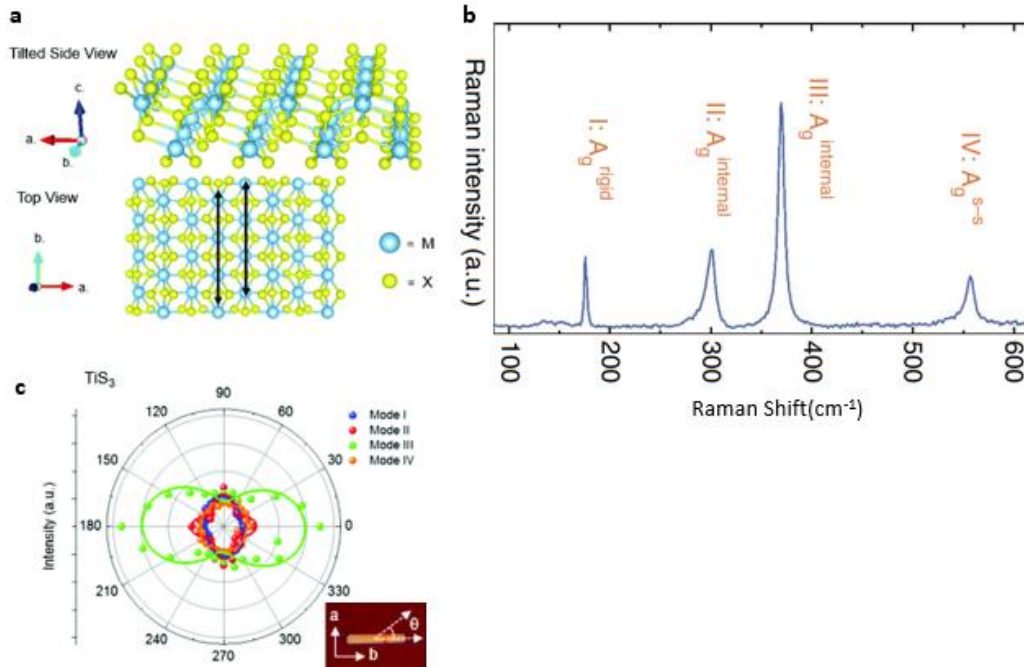 a
Tilted Side View
c.
a.
b.
Top View
b.
a.
= M
= X
b
Raman intensity (a.u.)
I: Ag rigid
II: Ag internal
III: Ag internal
IV: Ag s-s
100
200
300
400
500
600
Raman Shift(cm⁻¹)
c
TiS₃
Intensity (a.u.)
90
60
30
0
330
300
270
240
210
180
150
120
Mode I
Mode II
Mode III
Mode IV
a
b
θ